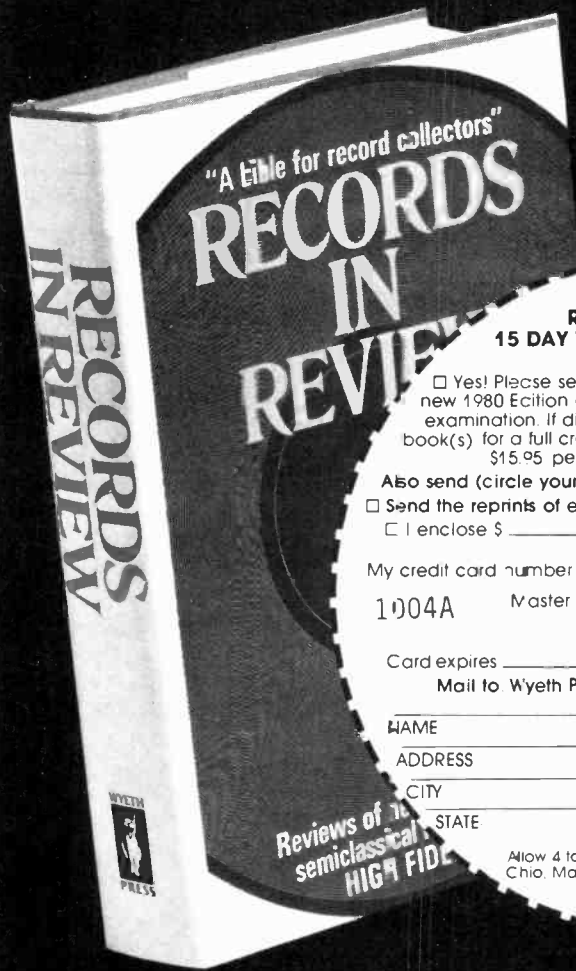 "A Bible for record collectors"
RECORDS
IN
REVIEW
RECORDS
IN REVIEW
WYETH
PRESS
Reviews of
semiclassical
HIGH FIDE
15 DAY
□ Yes! Please se
new 1980 Edition
examination. If di
book(s) for a full cr
$15.95 pe
Also send (circle your
□ Send the reprints of e
□ I enclose $
My credit card number
1004A Master
Card expires
Mail to Wyeth P
NAME
ADDRESS
CITY
STATE
Allow 4 to
Ohio, Ma